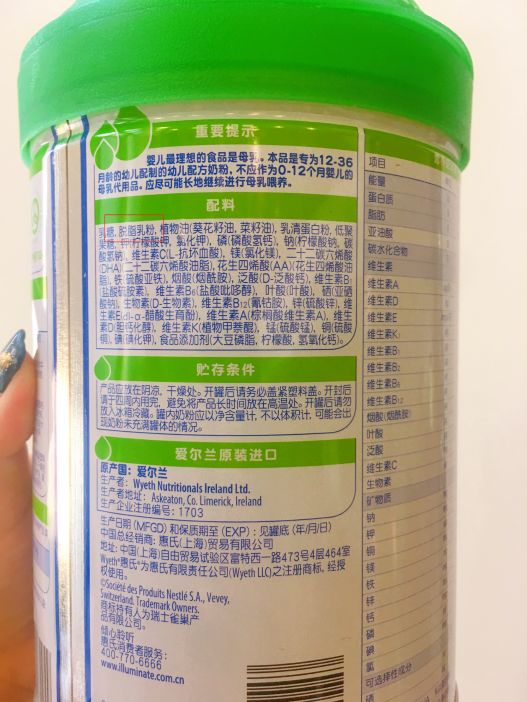 重要提示
婴儿最理想的食品是母乳。本品是专为12-36
月龄的幼儿配制的幼儿配方奶粉，不应作为0-12个月婴儿的
母乳代用品。应尽可能长地继续进行母乳喂养。
配料
乳糖, 脱脂乳粉, 植物油(葵花籽油, 菜籽油), 乳清蛋白粉, 低聚
果糖, 钾(柠檬酸钾, 氯化钾), 磷(磷酸氢钙), 钠(柠檬酸钠, 碳
酸氢钠), 维生素C(L-抗坏血酸), 镁(氯化镁), 二十二碳六烯酸
(DHA)(二十二碳六烯酸油脂), 花生四烯酸(AA)(花生四烯酸油
脂), 铁(硫酸亚铁), 烟酸(烟酰胺), 泛酸(D-泛酸钙), 维生素B₁
(盐酸硫胺素), 维生素B₆(盐酸吡哆醇), 叶酸(叶酸), 硒(亚硒
酸钠), 生物素(D-生物素), 维生素B₁₂(氰钴胺), 锌(硫酸锌), 维
生素E(dl-α-醋酸生育酚), 维生素A(棕榈酸维生素A), 维生
素D(胆钙化醇), 维生素K(植物甲萘醌), 锰(硫酸锰), 铜(硫酸
铜), 碘(碘化钾), 食品添加剂(大豆磷脂, 柠檬酸, 氢氧化钙)。
贮存条件
产品应放在阴凉, 干燥处。开罐后请务必盖紧塑料盖。开封后
请于四周内用完, 避免将产品长时间放在高温处。开罐后请勿
放入冰箱冷藏。罐内奶粉应以净含量计, 不以体积计, 可能会出
现奶粉未充满罐体的情况。
爱尔兰原装进口
原产国: 爱尔兰
生产者: Wyeth Nutritionals Ireland Ltd.
生产者地址: Askeaton, Co. Limerick, Ireland
生产企业注册编号: 1703
生产日期 (MFGD) 和保质期至 (EXP) : 见罐底 (年/月/日)
中国总经销商: 惠氏(上海)贸易有限公司
地址: 中国(上海)自由贸易试验区富特西一路473号4层464室
Wyeth®惠氏®为惠氏有限责任公司(Wyeth LLC)之注册商标, 经授
权使用。
©Société des Produits Nestlé S.A., Vevey,
Switzerland. Trademark Owners.
商标持有人为瑞士雀巢产
品有限公司。
倾心聆听
惠氏消费者服务:
400-770-6666
www.illuminate.com.cn
项目
能量
蛋白质
脂肪
亚油酸
碳水化合物
维生素
维生素A
维生素D
维生素E
维生素K₁
维生素B₁
维生素B₂
维生素B₆
维生素B₁₂
烟酸(烟酰胺)
叶酸
泛酸
维生素C
生物素
矿物质
钠
钾
铜
镁
铁
锌
钙
磷
碘
氯
可选择性成分